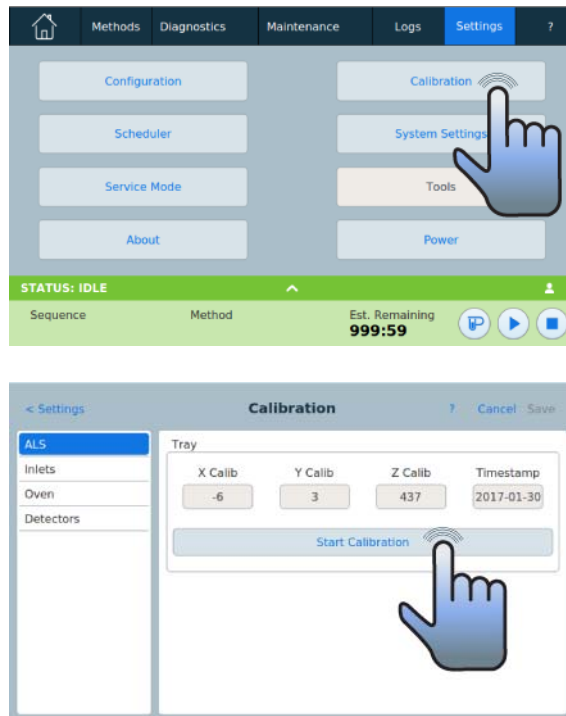 Methods Diagnostics Maintenance Logs Settings ?
Configuration Calibration
Scheduler System Settings
Service Mode Tools
About Power
STATUS: IDLE
Sequence Method Est. Remaining
999:59
< Settings Calibration ? Cancel Save
ALS Tray
Inlets X Calib Y Calib Z Calib Timestamp
Oven -6 3 437 2017-01-30
Detectors
Start Calibration